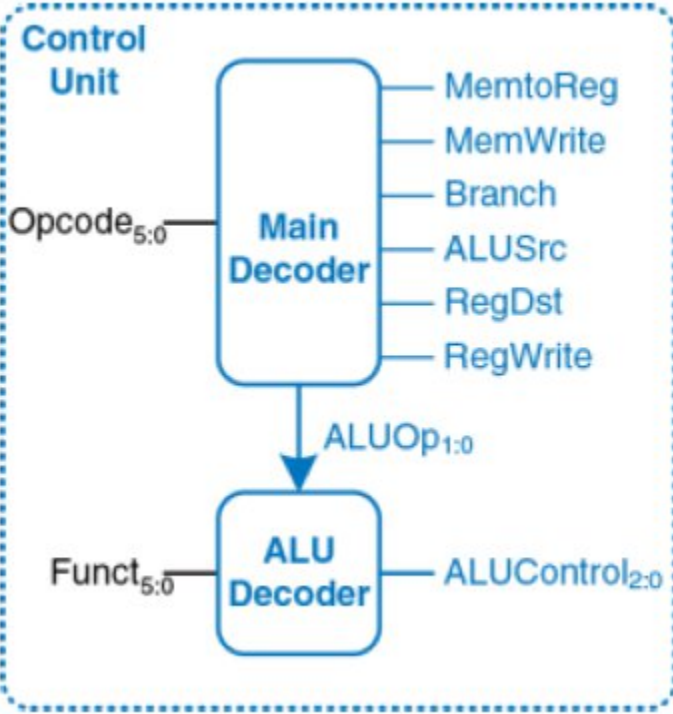 Control
Unit
MemtoReg
MemWrite
Branch
Opcode5:0
Main
Decoder
ALUSrc
RegDst
RegWrite
ALUOp1:0
ALU
Decoder
Funct5:0
ALUControl2:0